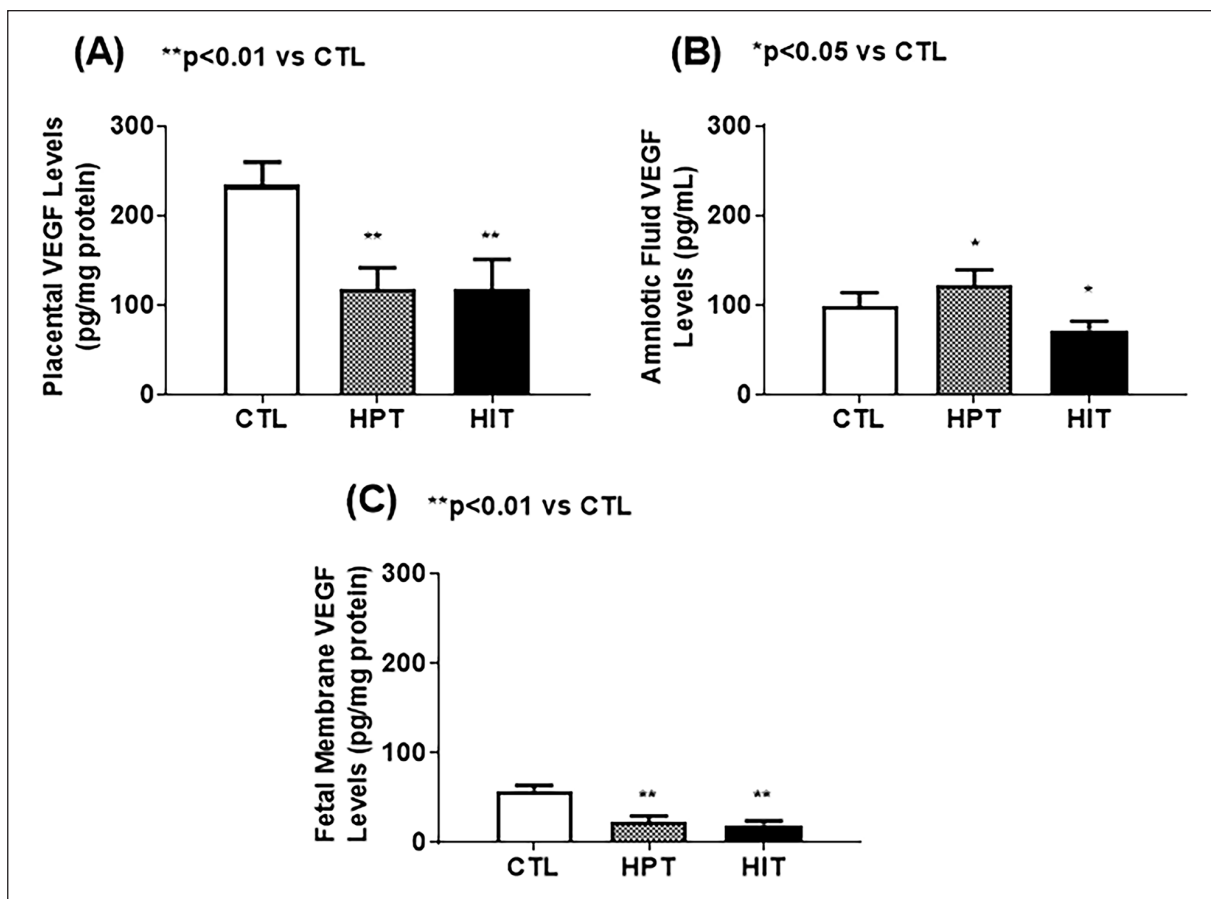 (A) **p<0.01 vs CTL
Placental VEGF Levels
(pg/mg protein)
300
200
100
0
** **
CTL HPT HIT
(B) *p<0.05 vs CTL
Amniotic Fluid VEGF
Levels (pg/mL)
300
200
100
0
* *
CTL HPT HIT
(C) **p<0.01 vs CTL
Fetal Membrane VEGF
Levels (pg/mg protein)
300
200
100
0
** **
CTL HPT HIT